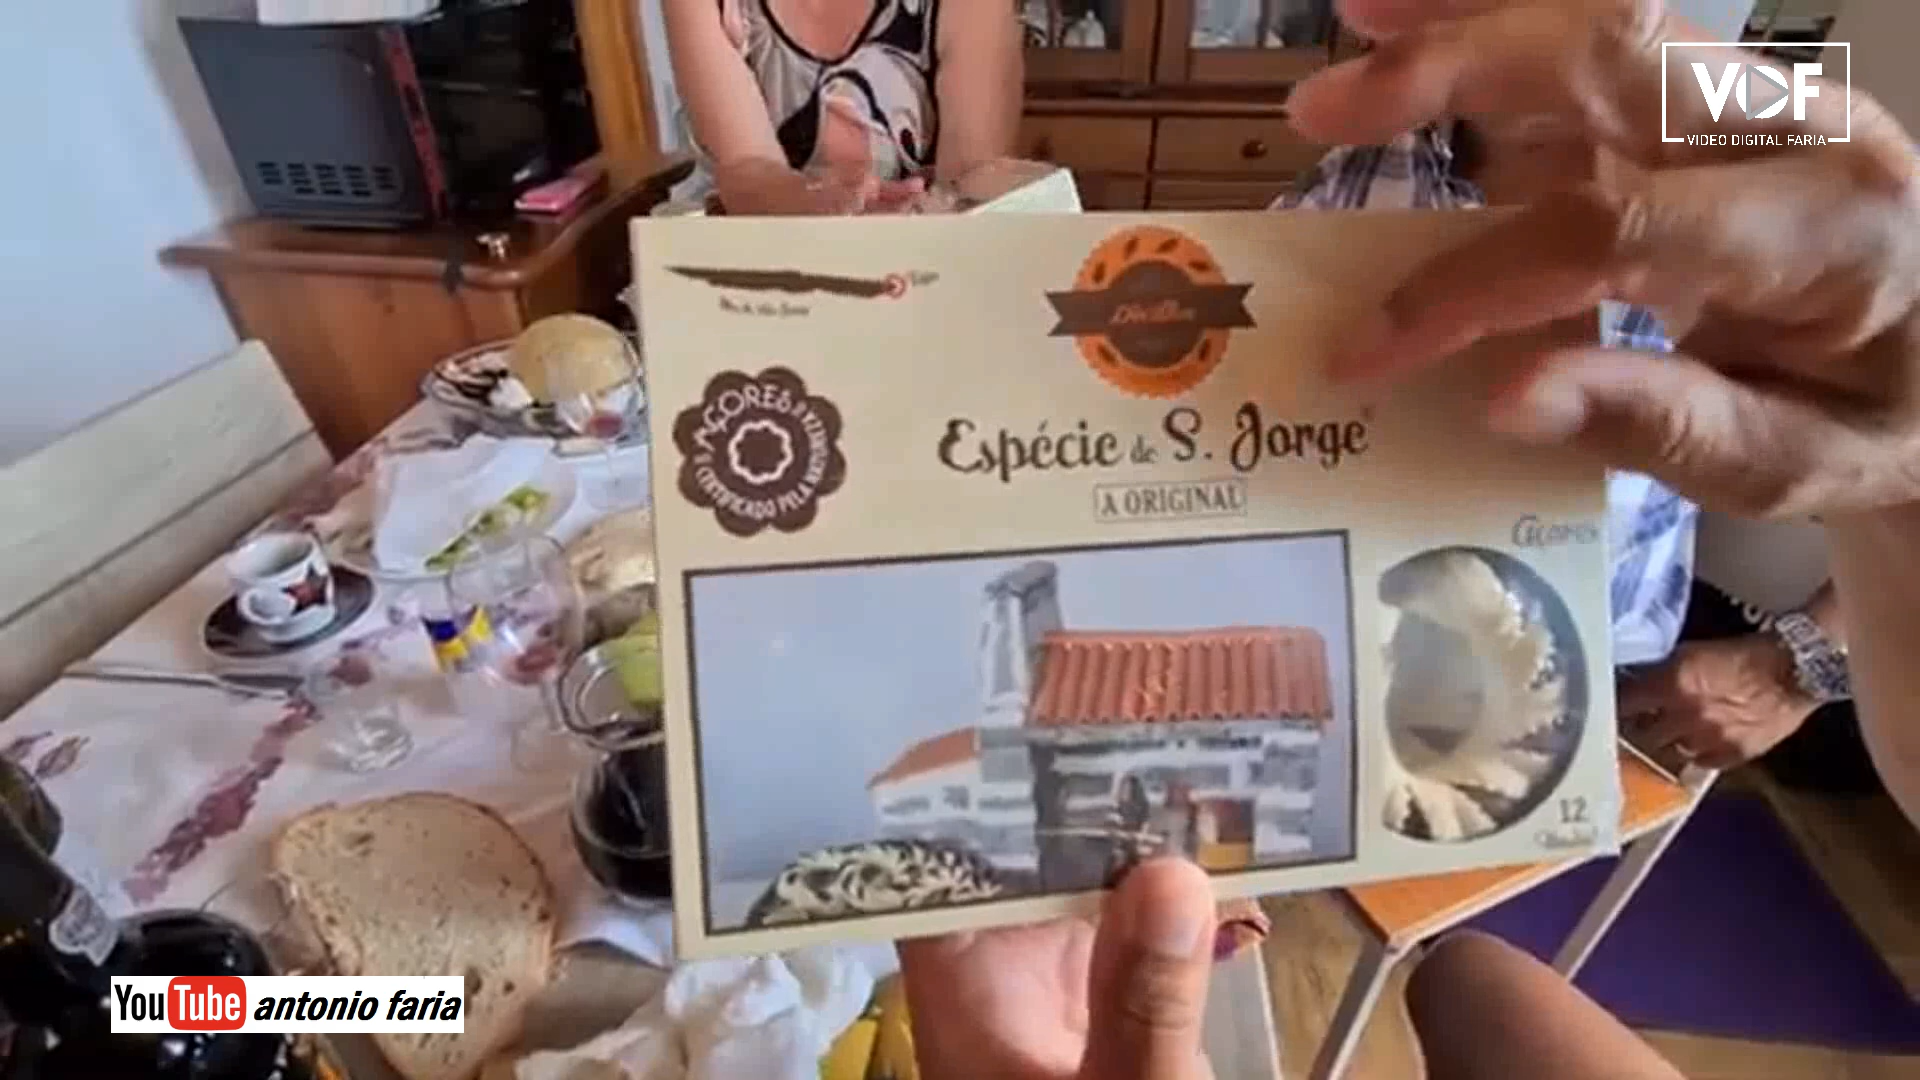 VDF
VIDEO DIGITAL FARIA
AÇORES
CERTIFICADO PELA NATUREZA
Espécie de S. Jorge
A ORIGINAL
Açores
12
YouTube antonio faria